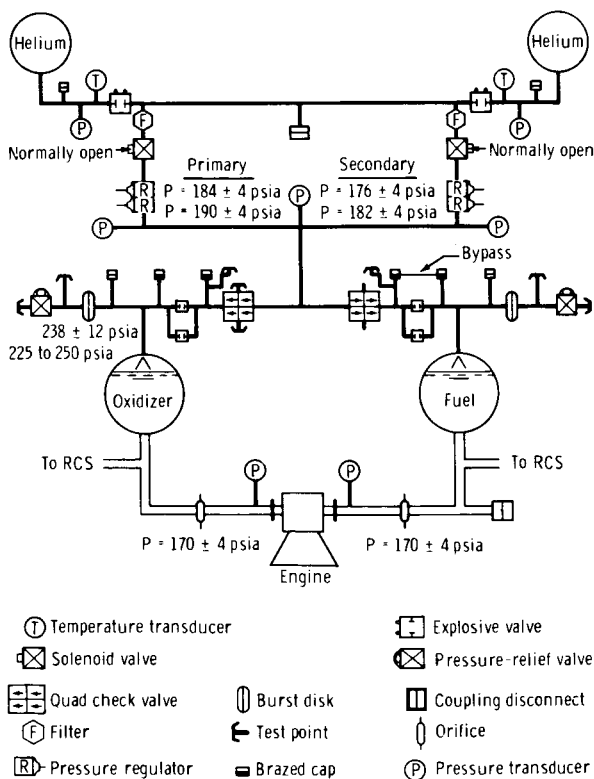 Helium
Helium
T
T
P
P
F
F
Normally open
Normally open
Primary
Secondary
R
R
P = 184 ± 4 psia
P = 176 ± 4 psia
R
R
P = 190 ± 4 psia
P
P = 182 ± 4 psia
P
P
Bypass
238 ± 12 psia
225 to 250 psia
Oxidizer
Fuel
To RCS
To RCS
P
P
P = 170 ± 4 psia
P = 170 ± 4 psia
Engine
T Temperature transducer
Explosive valve
Solenoid valve
Pressure-relief valve
Quad check valve
Burst disk
Coupling disconnect
F Filter
Test point
Orifice
R Pressure regulator
Brazed cap
P Pressure transducer